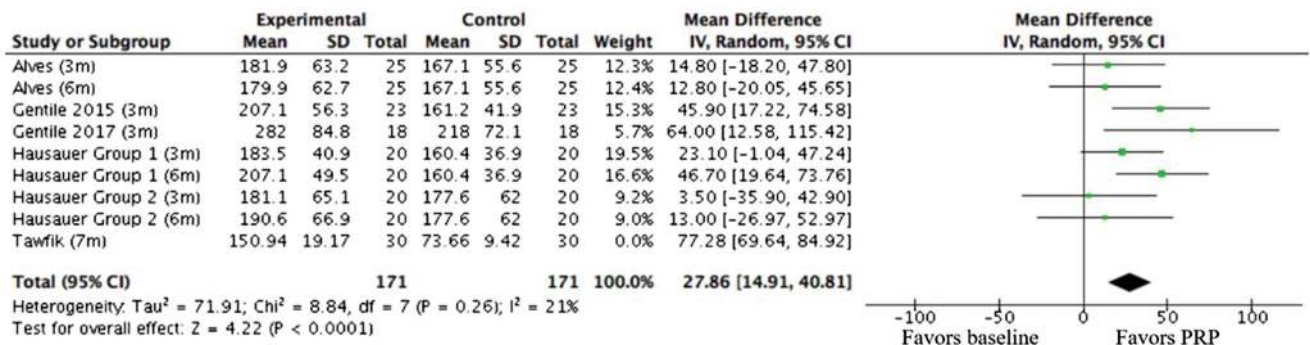 Experimental Control Mean Difference Mean Difference
Study or Subgroup Mean SD Total Mean SD Total Weight IV, Random, 95% CI IV, Random, 95% CI
Alves (3m) 181.9 63.2 25 167.1 55.6 25 12.3% 14.80 [-18.20, 47.80]
Alves (6m) 179.9 62.7 25 167.1 55.6 25 12.4% 12.80 [-20.05, 45.65]
Gentile 2015 (3m) 207.1 56.3 23 161.2 41.9 23 15.3% 45.90 [17.22, 74.58]
Gentile 2017 (3m) 282 84.8 18 218 72.1 18 5.7% 64.00 [12.58, 115.42]
Hausauer Group 1 (3m) 183.5 40.9 20 160.4 36.9 20 19.5% 23.10 [-1.04, 47.24]
Hausauer Group 1 (6m) 207.1 49.5 20 160.4 36.9 20 16.6% 46.70 [19.64, 73.76]
Hausauer Group 2 (3m) 181.1 65.1 20 177.6 62 20 9.2% 3.50 [-35.90, 42.90]
Hausauer Group 2 (6m) 190.6 66.9 20 177.6 62 20 9.0% 13.00 [-26.97, 52.97]
Tawfik (7m) 150.94 19.17 30 73.66 9.42 30 0.0% 77.28 [69.64, 84.92]
Total (95% CI) 171 171 100.0% 27.86 [14.91, 40.81]
Heterogeneity: Tau² = 71.91; Chi² = 8.84, df = 7 (P = 0.26); I² = 21%
Test for overall effect: Z = 4.22 (P < 0.0001)
-100 -50 0 50 100
Favors baseline Favors PRP